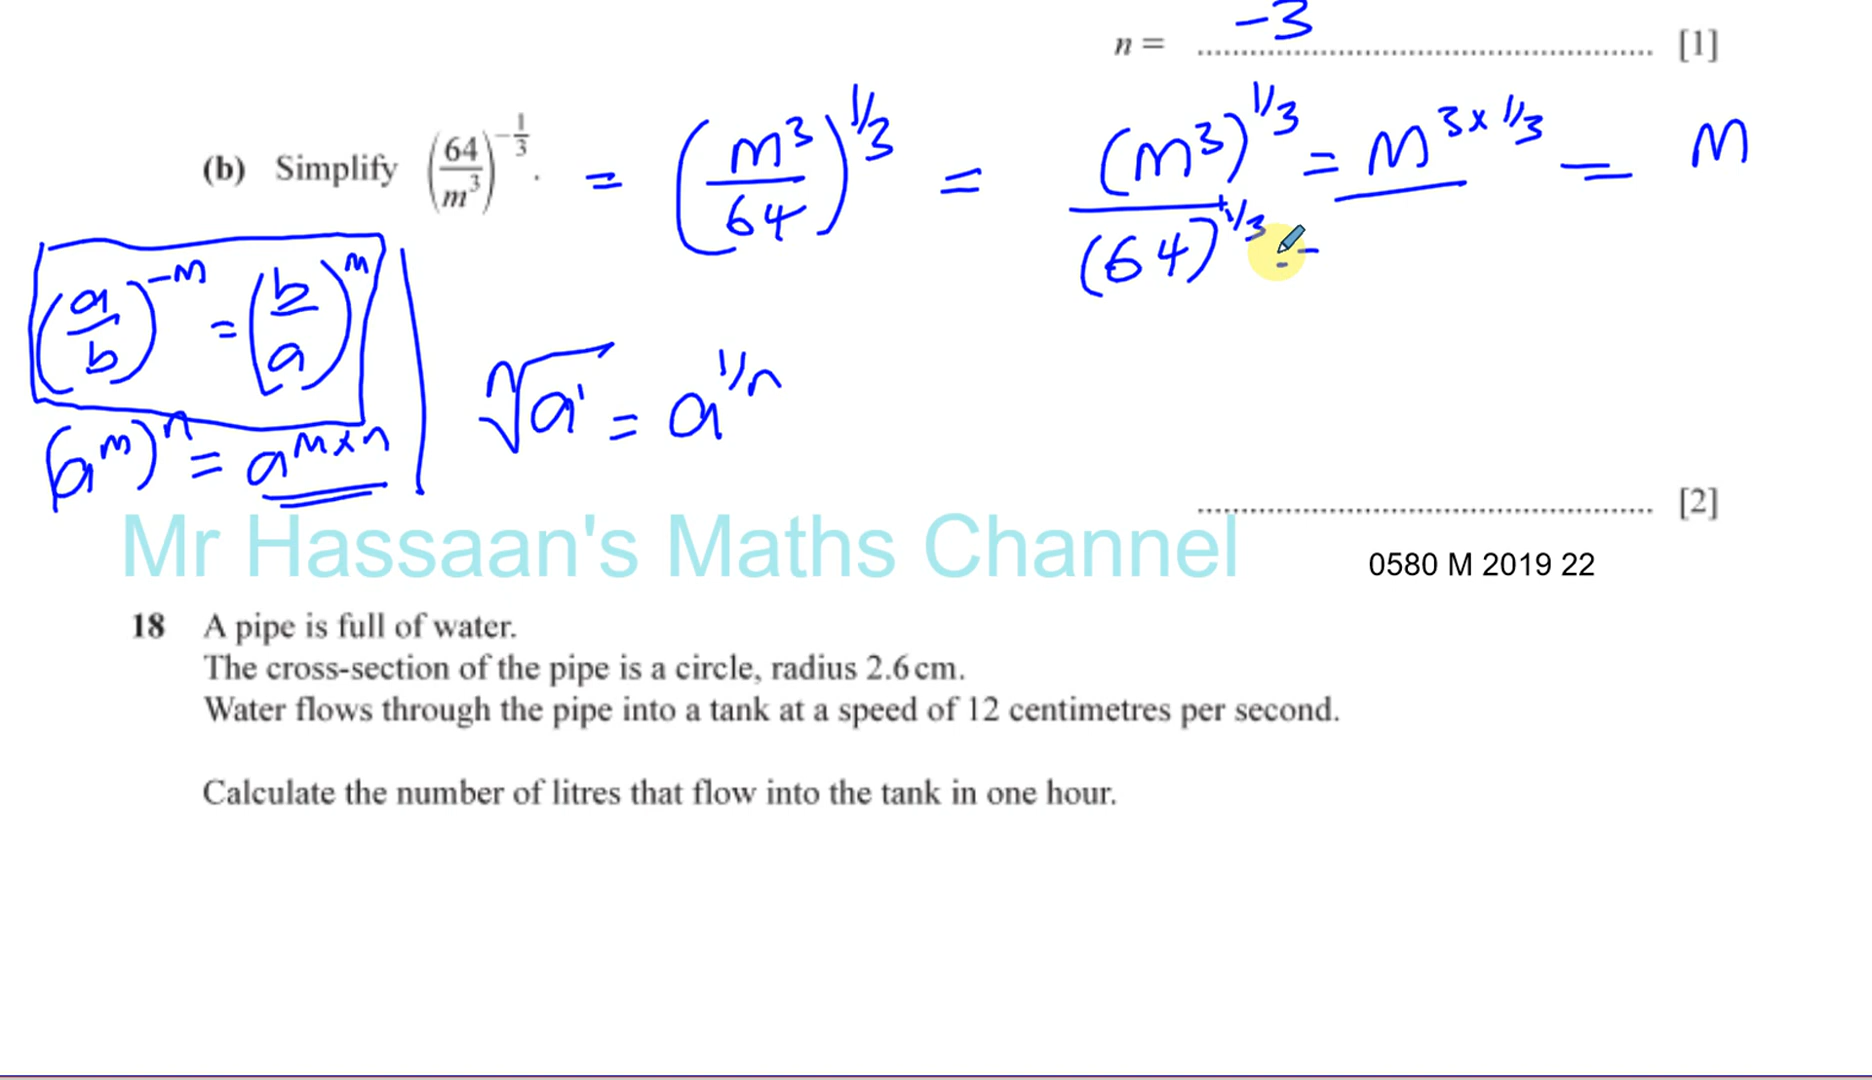 n = -3 [1]
(b) Simplify (64/m³)^(-1/3). = (m³/64)^(1/3) = (m³)^(1/3)/(64)^(+1/3) = m^(3×1/3) = m
(a/b)^(-m) = (b/a)^m
ⁿ√a¹ = a^(1/n)
(a^m)^n = a^(m×n)
[2]
Mr Hassaan's Maths Channel
0580 M 2019 22
18 A pipe is full of water.
The cross-section of the pipe is a circle, radius 2.6 cm.
Water flows through the pipe into a tank at a speed of 12 centimetres per second.
Calculate the number of litres that flow into the tank in one hour.